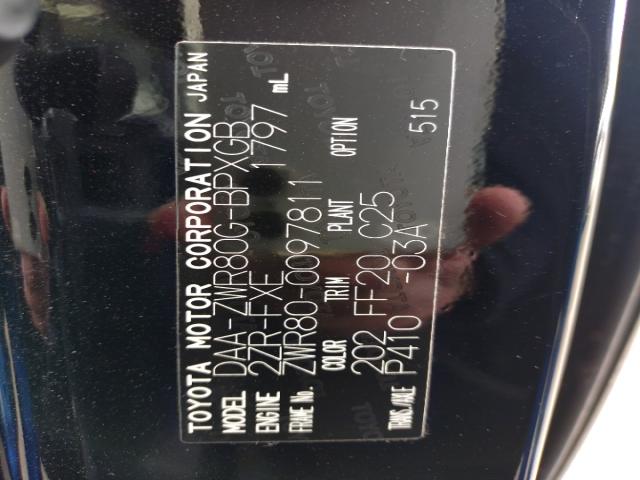 TOYOTA MOTOR CORPORATION JAPAN
MODEL DAA-ZWR80G-BPXGB
ENGINE 2ZR-FXE 1797 mL
FRAME No. ZWR80-0097811
COLOR TRIM PLANT OPTION
202 FF20 C25
TRANS/AXLE P410 -03A 515